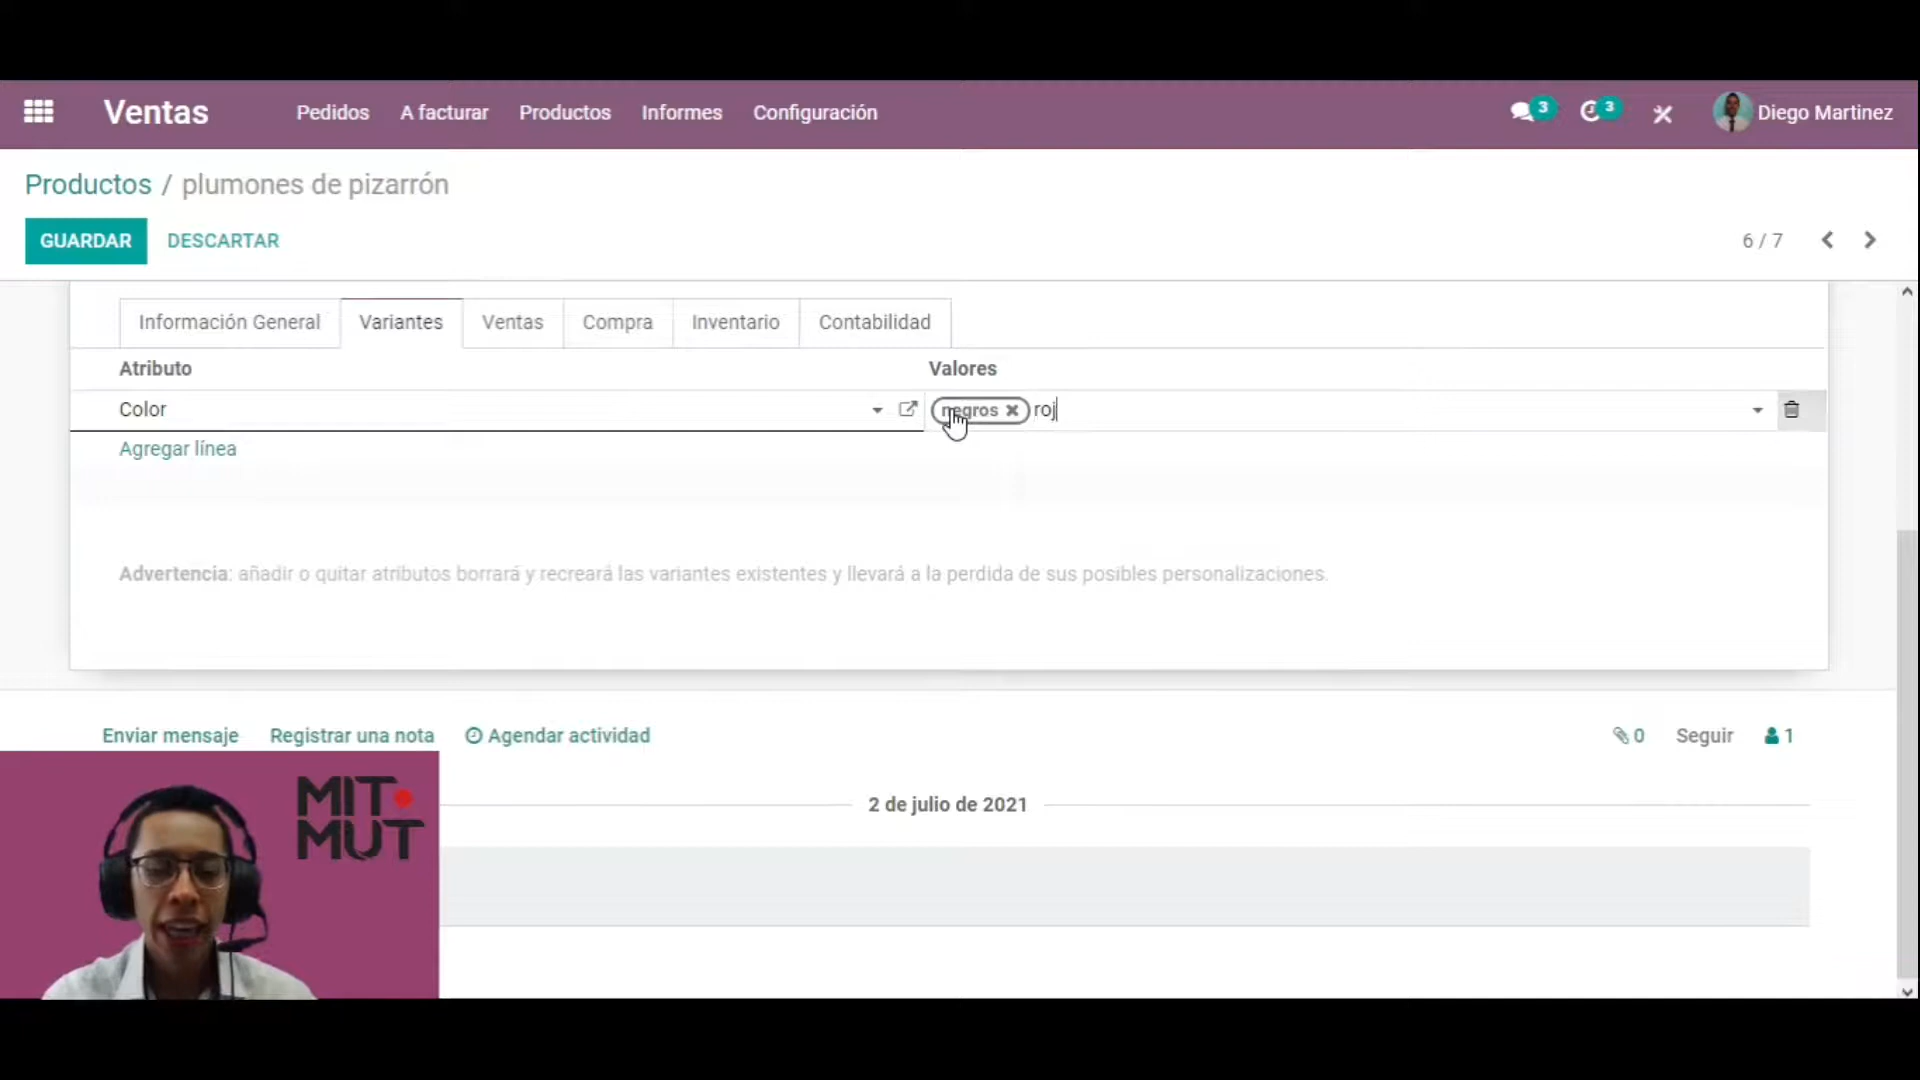 Ventas
Pedidos
A facturar
Productos
Informes
Configuración
3
3
Diego Martinez
Productos / plumones de pizarrón
GUARDAR
DESCARTAR
6 / 7
Información General
Variantes
Ventas
Compra
Inventario
Contabilidad
Atributo
Valores
Color
negros
roj
Agregar línea
Advertencia: añadir o quitar atributos borrará y recreará las variantes existentes y llevará a la perdida de sus posibles personalizaciones.
Enviar mensaje
Registrar una nota
Agendar actividad
0
Seguir
1
2 de julio de 2021
MIT
MUT